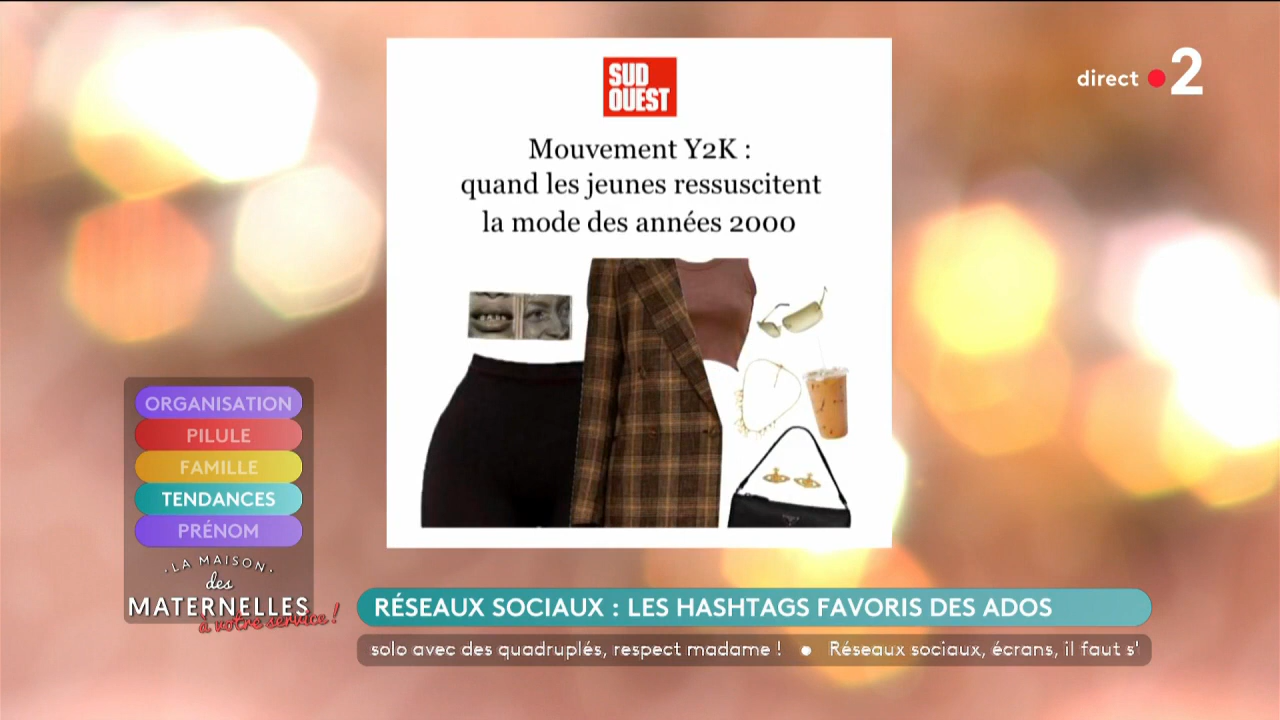 SUD
OUEST
direct 2
Mouvement Y2K :
quand les jeunes ressuscitent
la mode des années 2000
ORGANISATION
PILULE
FAMILLE
TENDANCES
PRÉNOM
.LA MAISON.
des
MATERNELLES
à votre service !
RÉSEAUX SOCIAUX : LES HASHTAGS FAVORIS DES ADOS
solo avec des quadruplés, respect madame ! ● Réseaux sociaux, écrans, il faut s'